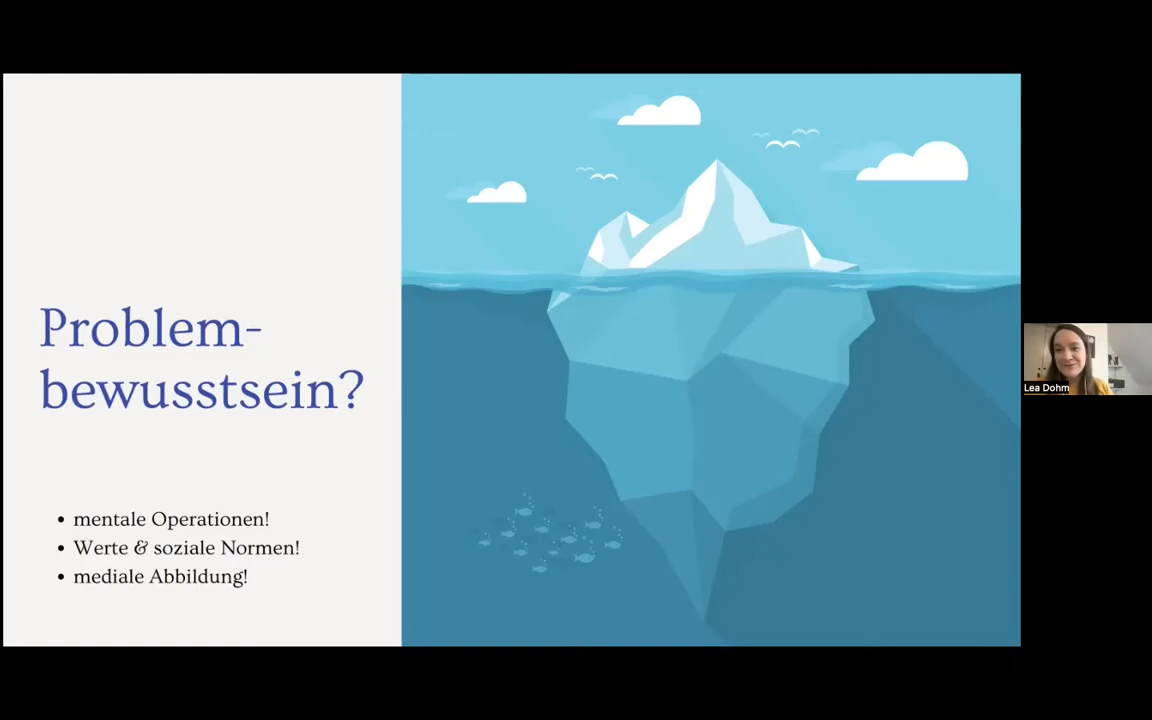 Problem-
bewusstsein?
• mentale Operationen!
• Werte & soziale Normen!
• mediale Abbildung!
Lea Dohm